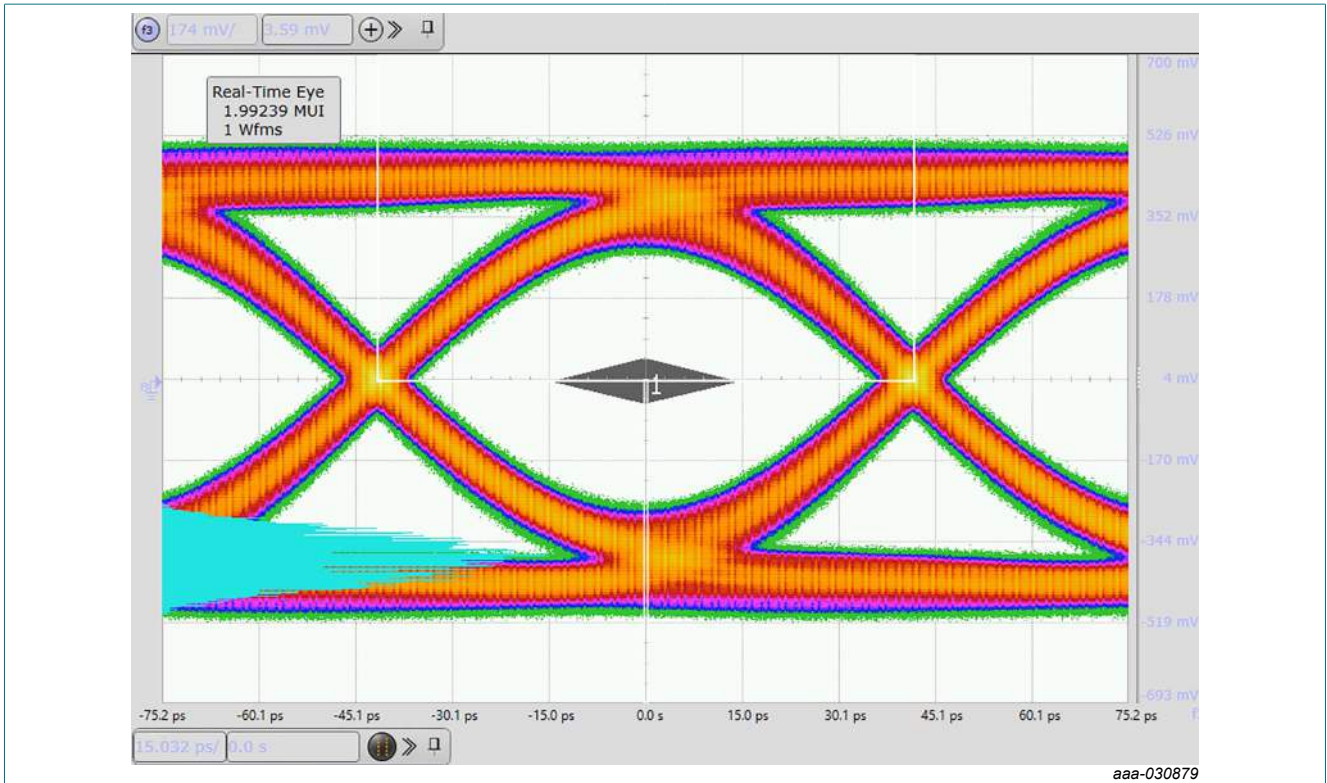 f3 174 mV/ 3.59 mV
700 mV
Real-Time Eye
1.99239 MUI
1 Wfms
526 mV
352 mV
178 mV
1
4 mV
-170 mV
-344 mV
-519 mV
-693 mV
-75.2 ps -60.1 ps -45.1 ps -30.1 ps -15.0 ps 0.0 s 15.0 ps 30.1 ps 45.1 ps 60.1 ps 75.2 ps
15.032 ps/ 0.0 s
aaa-030879